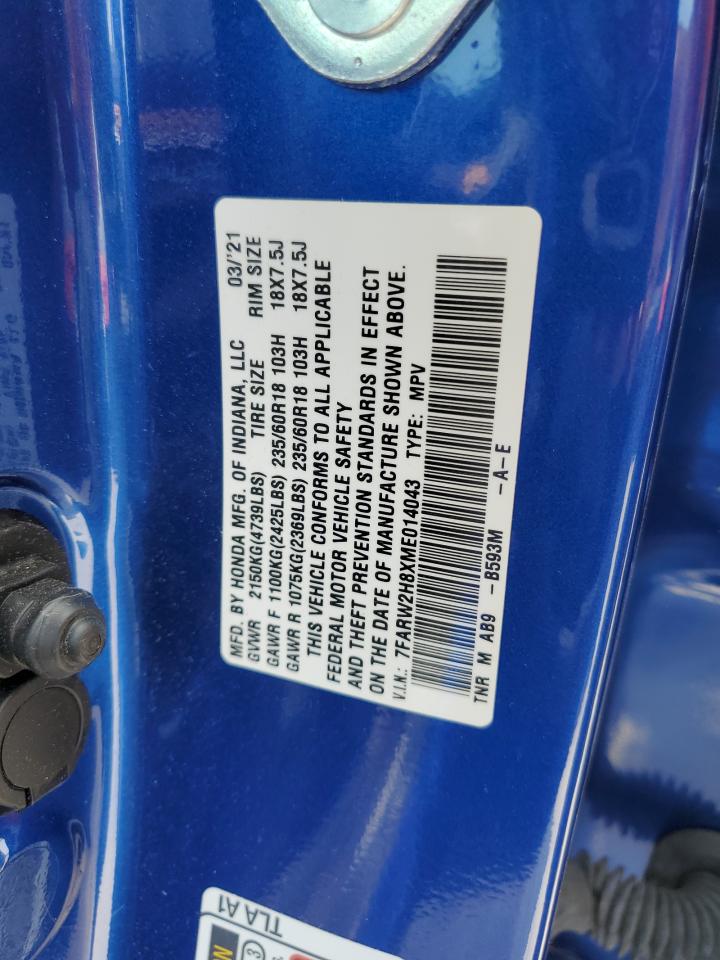 MFD. BY HONDA MFG. OF INDIANA, LLC 03/'21
GVWR 2150KG(4739LBS) TIRE SIZE RIM SIZE
GAWR F 1100KG(2425LBS) 235/60R18 103H 18X7.5J
GAWR R 1075KG(2369LBS) 235/60R18 103H 18X7.5J
THIS VEHICLE CONFORMS TO ALL APPLICABLE
FEDERAL MOTOR VEHICLE SAFETY
AND THEFT PREVENTION STANDARDS IN EFFECT
ON THE DATE OF MANUFACTURE SHOWN ABOVE.
V.I.N.: 7FARW2H8XME014043 TYPE: MPV
TNR M AB9 -B593M -A-E
TLA A1